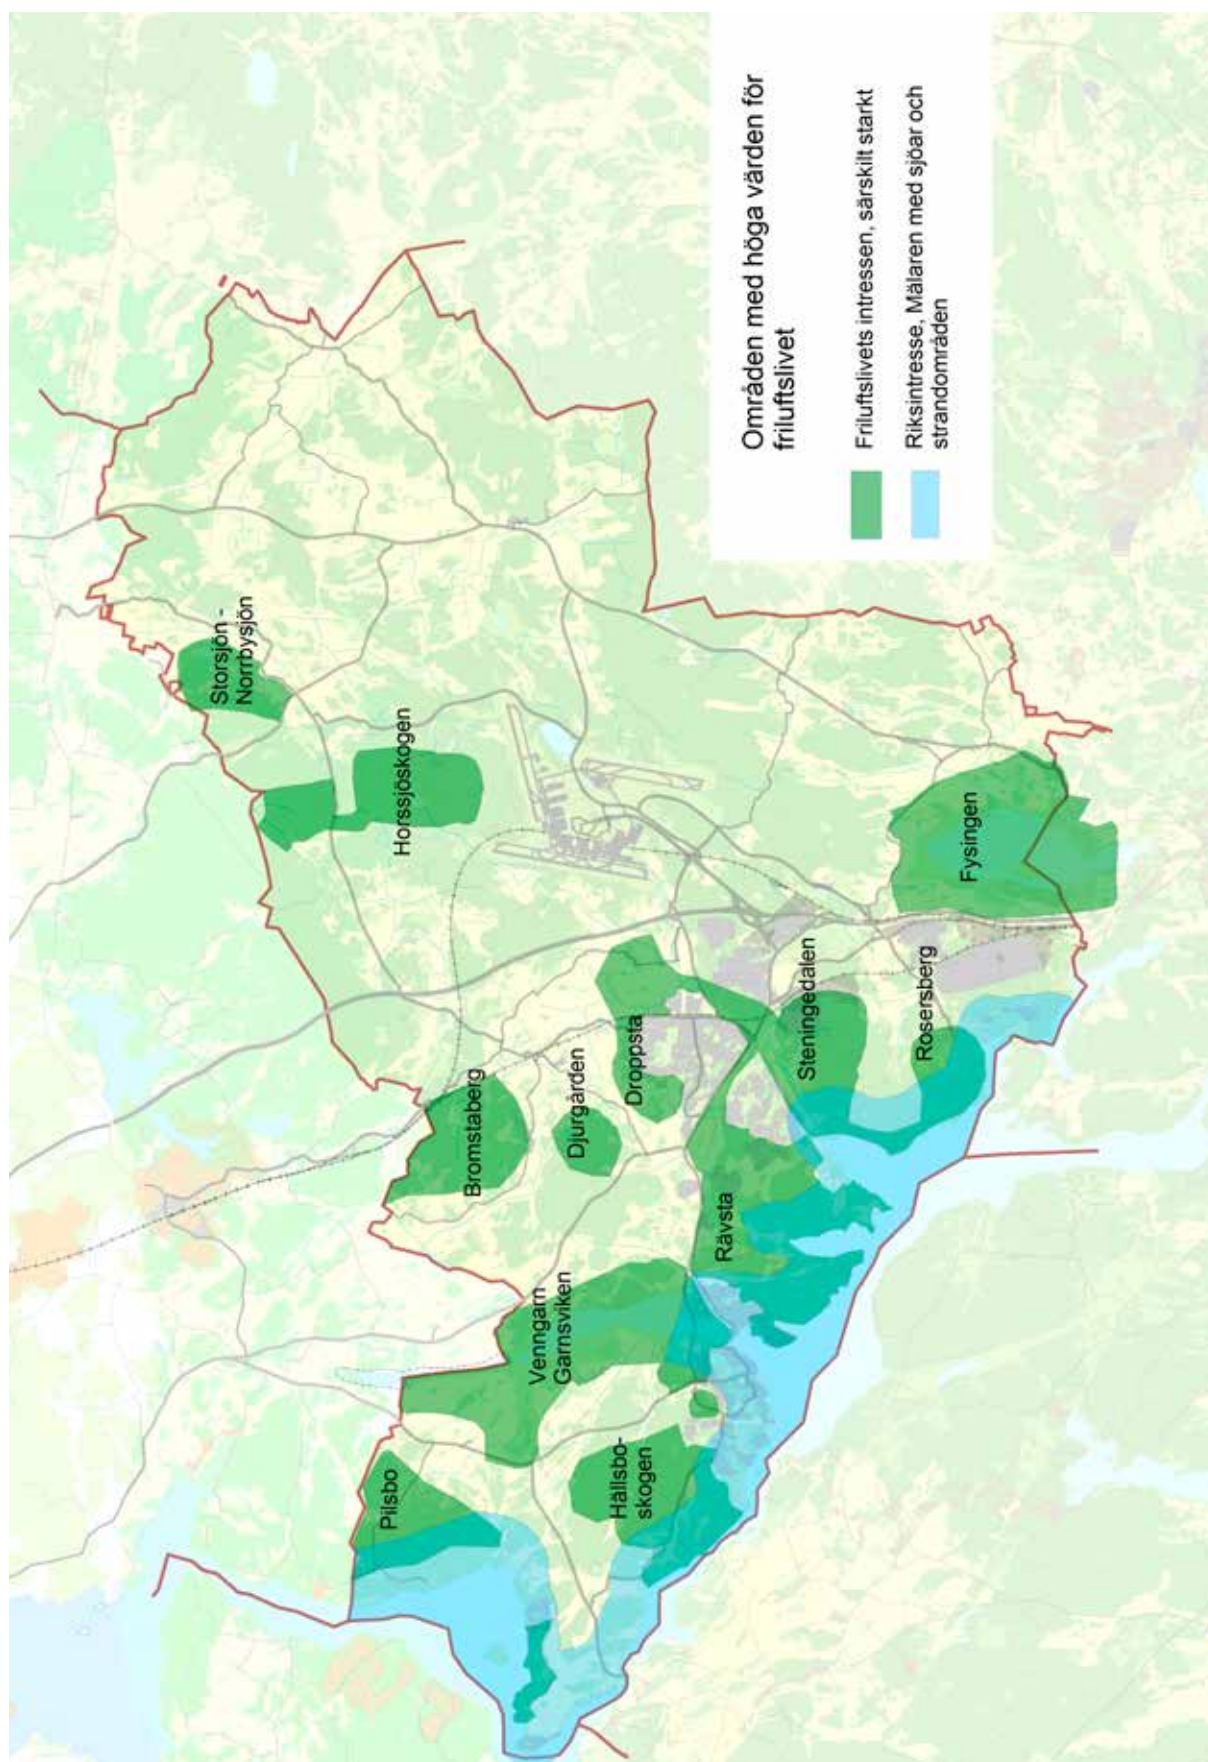 Områden med höga värden för
friluftslivet
Friluftslivets intressen, särskilt starkt
Riksintresse, Mälaren med sjöar och
strandområden
Pilsbo
Hällsbo-
skogen
Venngarn
Garnsviken
Rävsta
Bromstaberg
Djurgården
Droppsta
Steningedalen
Rosersberg
Fysingen
Horssjöskogen
Storsjön -
Norrbysjön